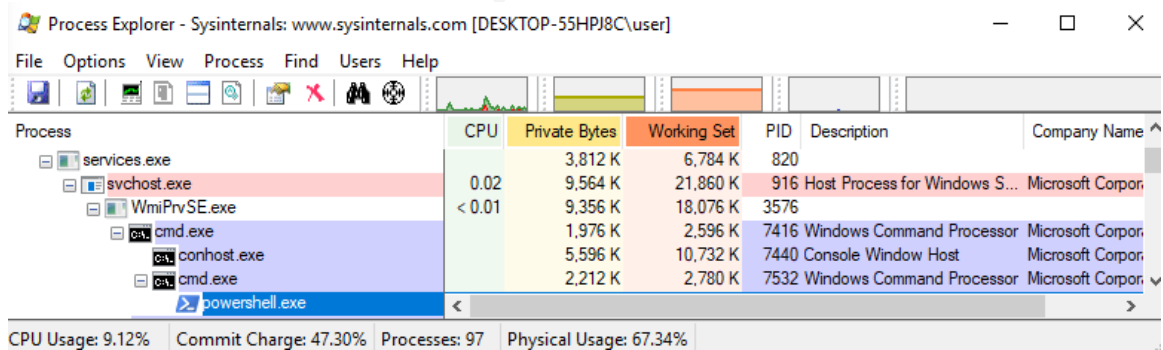 Process Explorer - Sysinternals: www.sysinternals.com [DESKTOP-55HPJ8C\user]
File Options View Process Find Users Help
Process CPU Private Bytes Working Set PID Description Company Name
services.exe 3,812 K 6,784 K 820
svchost.exe 0.02 9,564 K 21,860 K 916 Host Process for Windows S... Microsoft Corpor
WmiPrvSE.exe < 0.01 9,356 K 18,076 K 3576
cmd.exe 1,976 K 2,596 K 7416 Windows Command Processor Microsoft Corpor
conhost.exe 5,596 K 10,732 K 7440 Console Window Host Microsoft Corpor
cmd.exe 2,212 K 2,780 K 7532 Windows Command Processor Microsoft Corpor
powershell.exe
CPU Usage: 9.12% Commit Charge: 47.30% Processes: 97 Physical Usage: 67.34%